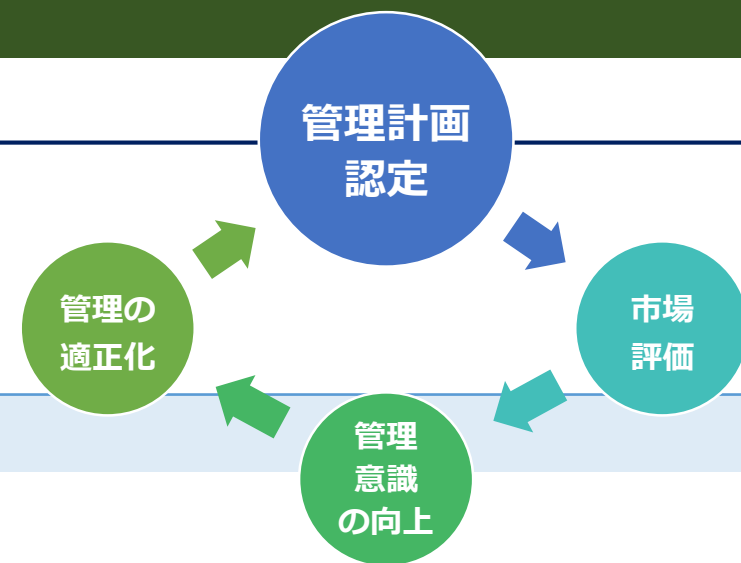 管理計画
認定
管理の
適正化
市場
評価
管理
意識
の向上